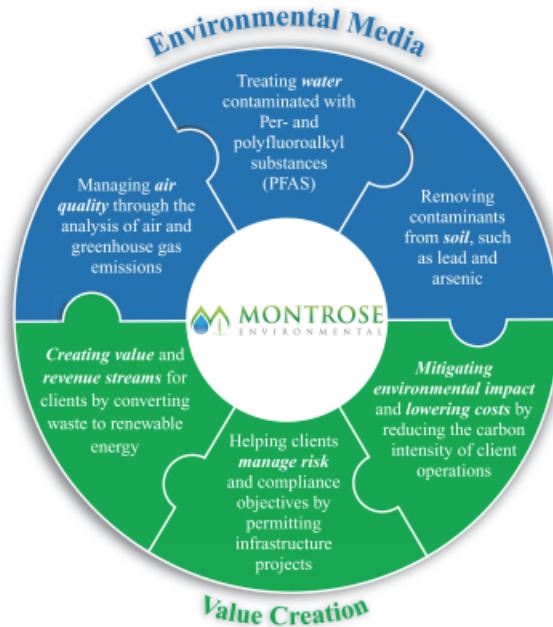 Environmental Media
Treating water
contaminated with
Per- and
polyfluoroalkyl
substances
(PFAS)
Managing air
quality through the
analysis of air and
greenhouse gas
emissions
Removing
contaminants
from soil, such
as lead and
arsenic
MONTROSE
ENVIRONMENTAL
Creating value and
revenue streams for
clients by converting
waste to renewable
energy
Mitigating
environmental impact
and lowering costs by
reducing the carbon
intensity of client
operations
Helping clients
manage risk
and compliance
objectives by
permitting
infrastructure
projects
Value Creation